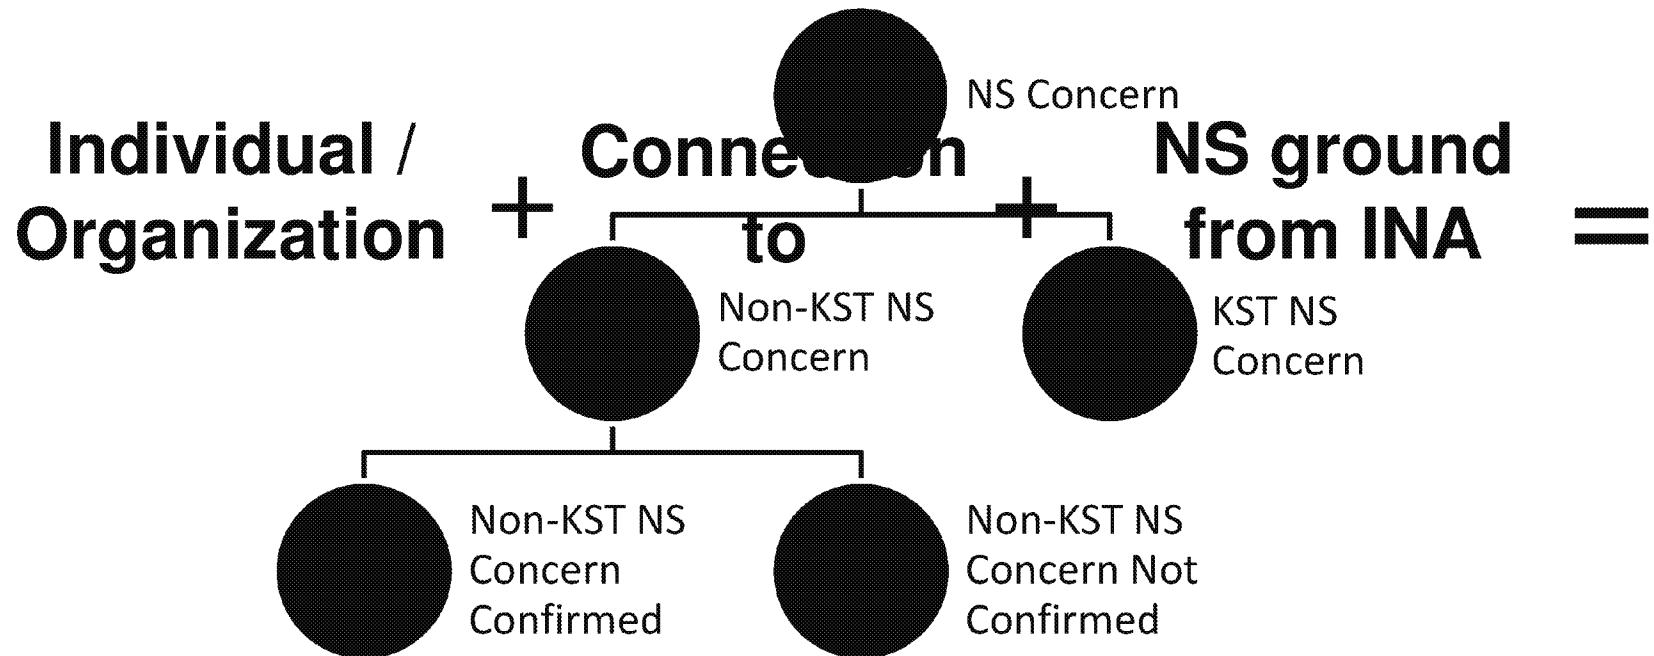 NS Concern
Individual /
Organization
+
Connection
to
+
NS ground
from INA
=
Non-KST NS
Concern
KST NS
Concern
Non-KST NS
Concern
Confirmed
Non-KST NS
Concern Not
Confirmed